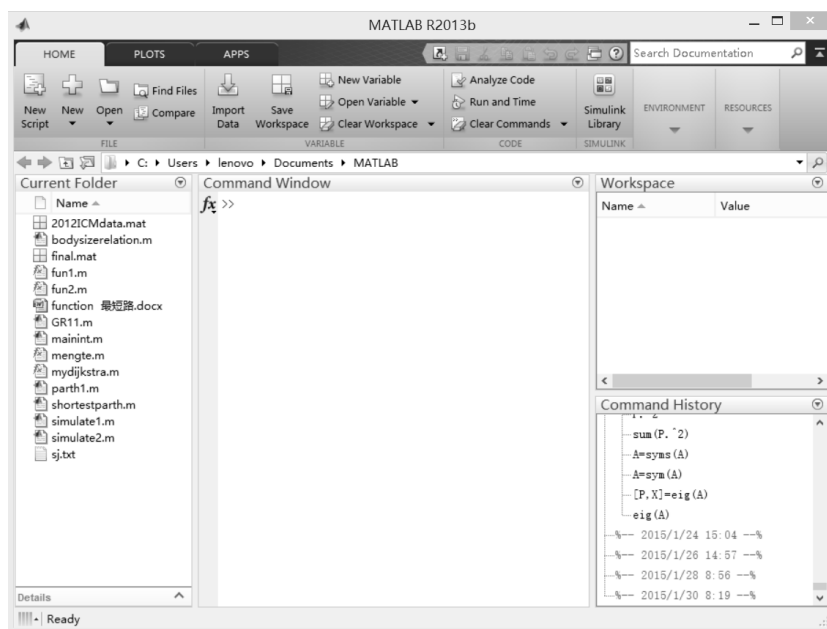 MATLAB R2013b
HOME PLOTS APPS
Search Documentation
New Script
New
Open
Find Files
Compare
Import Data
Save Workspace
New Variable
Open Variable
Clear Workspace
Analyze Code
Run and Time
Clear Commands
Simulink Library
ENVIRONMENT
RESOURCES
FILE VARIABLE CODE SIMULINK
C: Users lenovo Documents MATLAB
Current Folder
Name
2012ICMdata.mat
bodysizerelation.m
final.mat
fun1.m
fun2.m
function 最短路.docx
GR11.m
mainint.m
mengte.m
mydijkstra.m
parth1.m
shortestparth.m
simulate1.m
simulate2.m
sj.txt
Details
Command Window
fx >>
Workspace
Name Value
Command History
sum(P.^2)
A=syms(A)
A=sym(A)
[P,X]=eig(A)
eig(A)
%-- 2015/1/24 15:04 --%
%-- 2015/1/26 14:57 --%
%-- 2015/1/28 8:56 --%
%-- 2015/1/30 8:19 --%
Ready